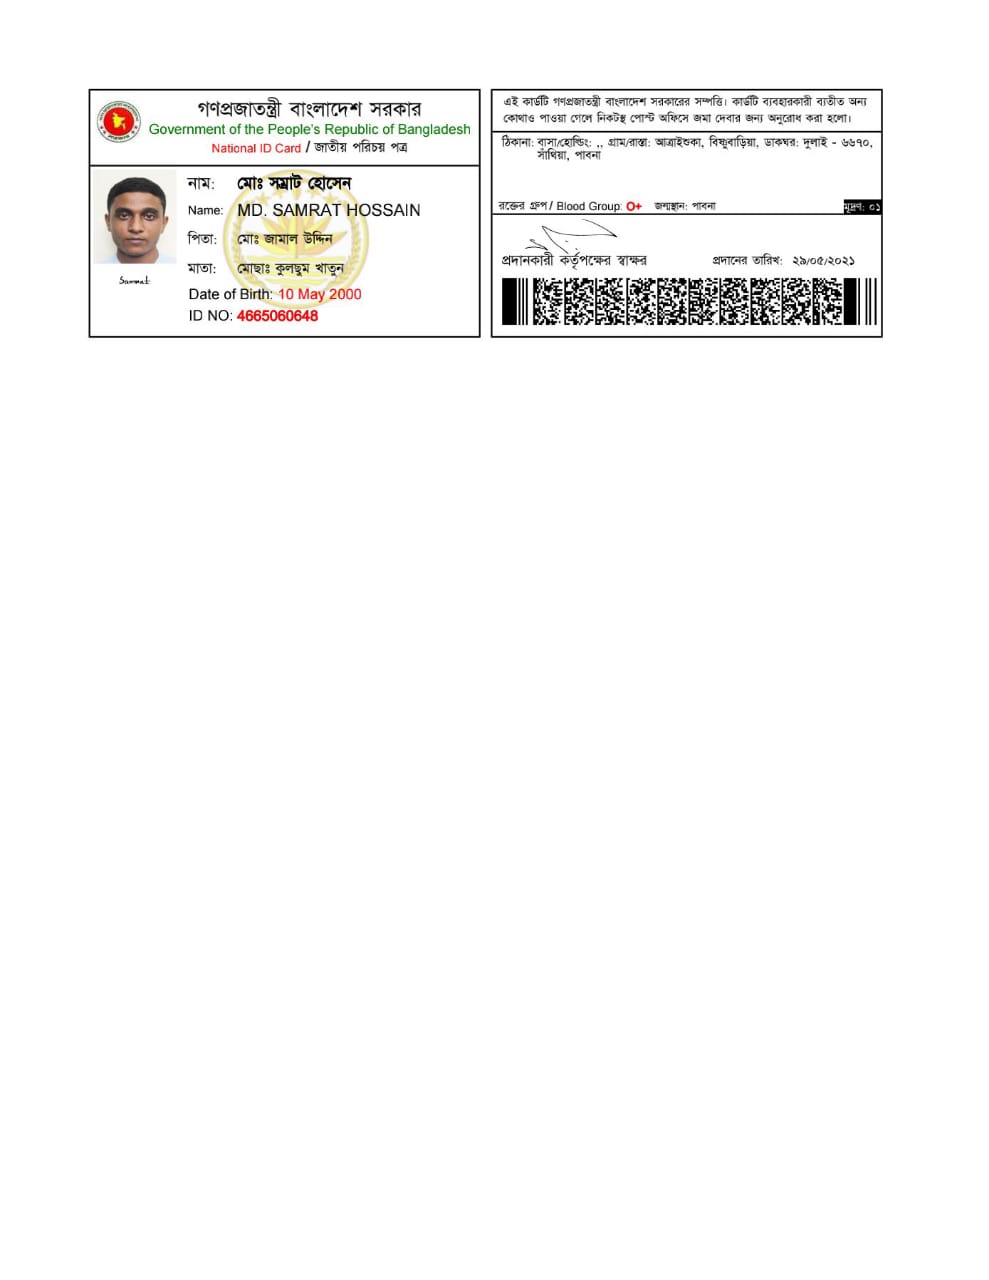 গণপ্রজাতন্ত্রী বাংলাদেশ সরকার
Government of the People's Republic of Bangladesh
National ID Card / জাতীয় পরিচয় পত্র
নাম: মোঃ সম্রাট হোসেন
Name: MD. SAMRAT HOSSAIN
পিতা: মোঃ জামাল উদ্দিন
মাতা: মোছাঃ কুলছুম খাতুন
Date of Birth: 10 May 2000
ID NO: 4665060648
Samrat
এই কার্ডটি গণপ্রজাতন্ত্রী বাংলাদেশ সরকারের সম্পত্তি। কার্ডটি ব্যবহারকারী ব্যতীত অন্য
কোথাও পাওয়া গেলে নিকটস্থ পোস্ট অফিসে জমা দেবার জন্য অনুরোধ করা হলো।
ঠিকানা: বাসা/হোল্ডিং: ,, গ্রাম/রাস্তা: আত্রাইশুকা, বিষ্ণুবাড়িয়া, ডাকঘর: দুলাই - ৬৬৭০,
সাঁথিয়া, পাবনা
রক্তের গ্রুপ / Blood Group: O+ জন্মস্থান: পাবনা মুদ্রণ: ০১
প্রদানকারী কর্তৃপক্ষের স্বাক্ষর প্রদানের তারিখ: ২৯/০৫/২০২১